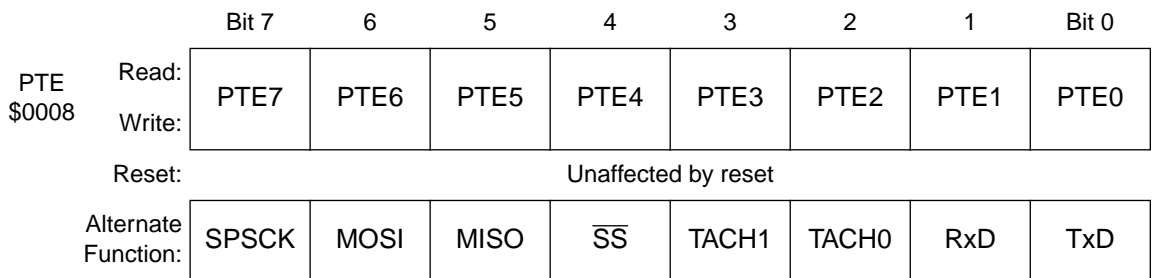 Bit 7 6 5 4 3 2 1 Bit 0
PTE $0008 Read: Write: PTE7 PTE6 PTE5 PTE4 PTE3 PTE2 PTE1 PTE0
Reset: Unaffected by reset
Alternate Function: SPSCK MOSI MISO S̅S̅ TACH1 TACH0 RxD TxD